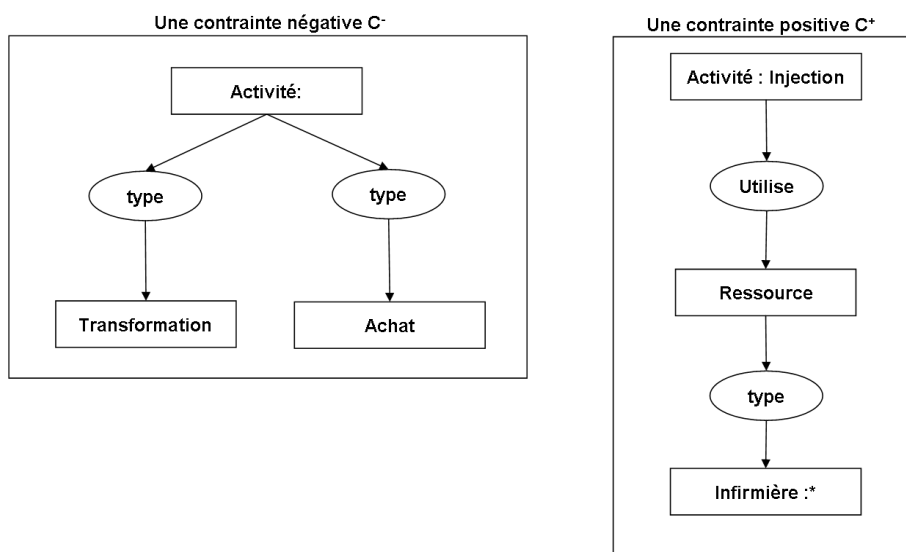 Une contrainte négative C-
Activité:
type
type
Transformation
Achat
Une contrainte positive C+
Activité : Injection
Utilise
Ressource
type
Infirmière :*